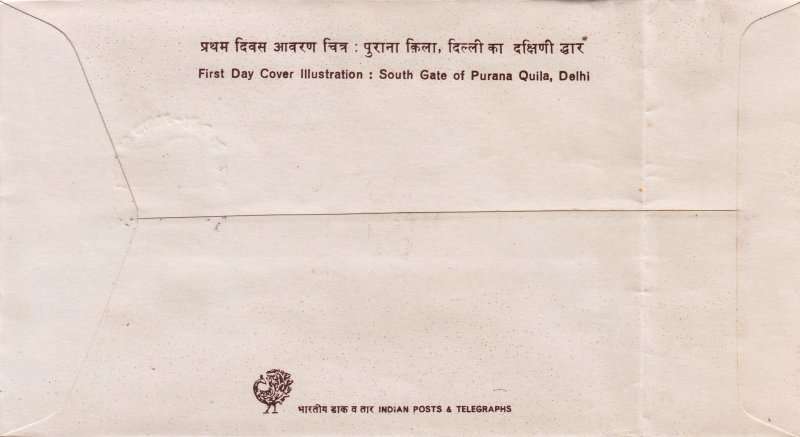 प्रथम दिवस आवरण चित्र : पुराना क़िला, दिल्ली का दक्षिणी द्वार
First Day Cover Illustration : South Gate of Purana Quila, Delhi
भारतीय डाक व तार INDIAN POSTS & TELEGRAPHS